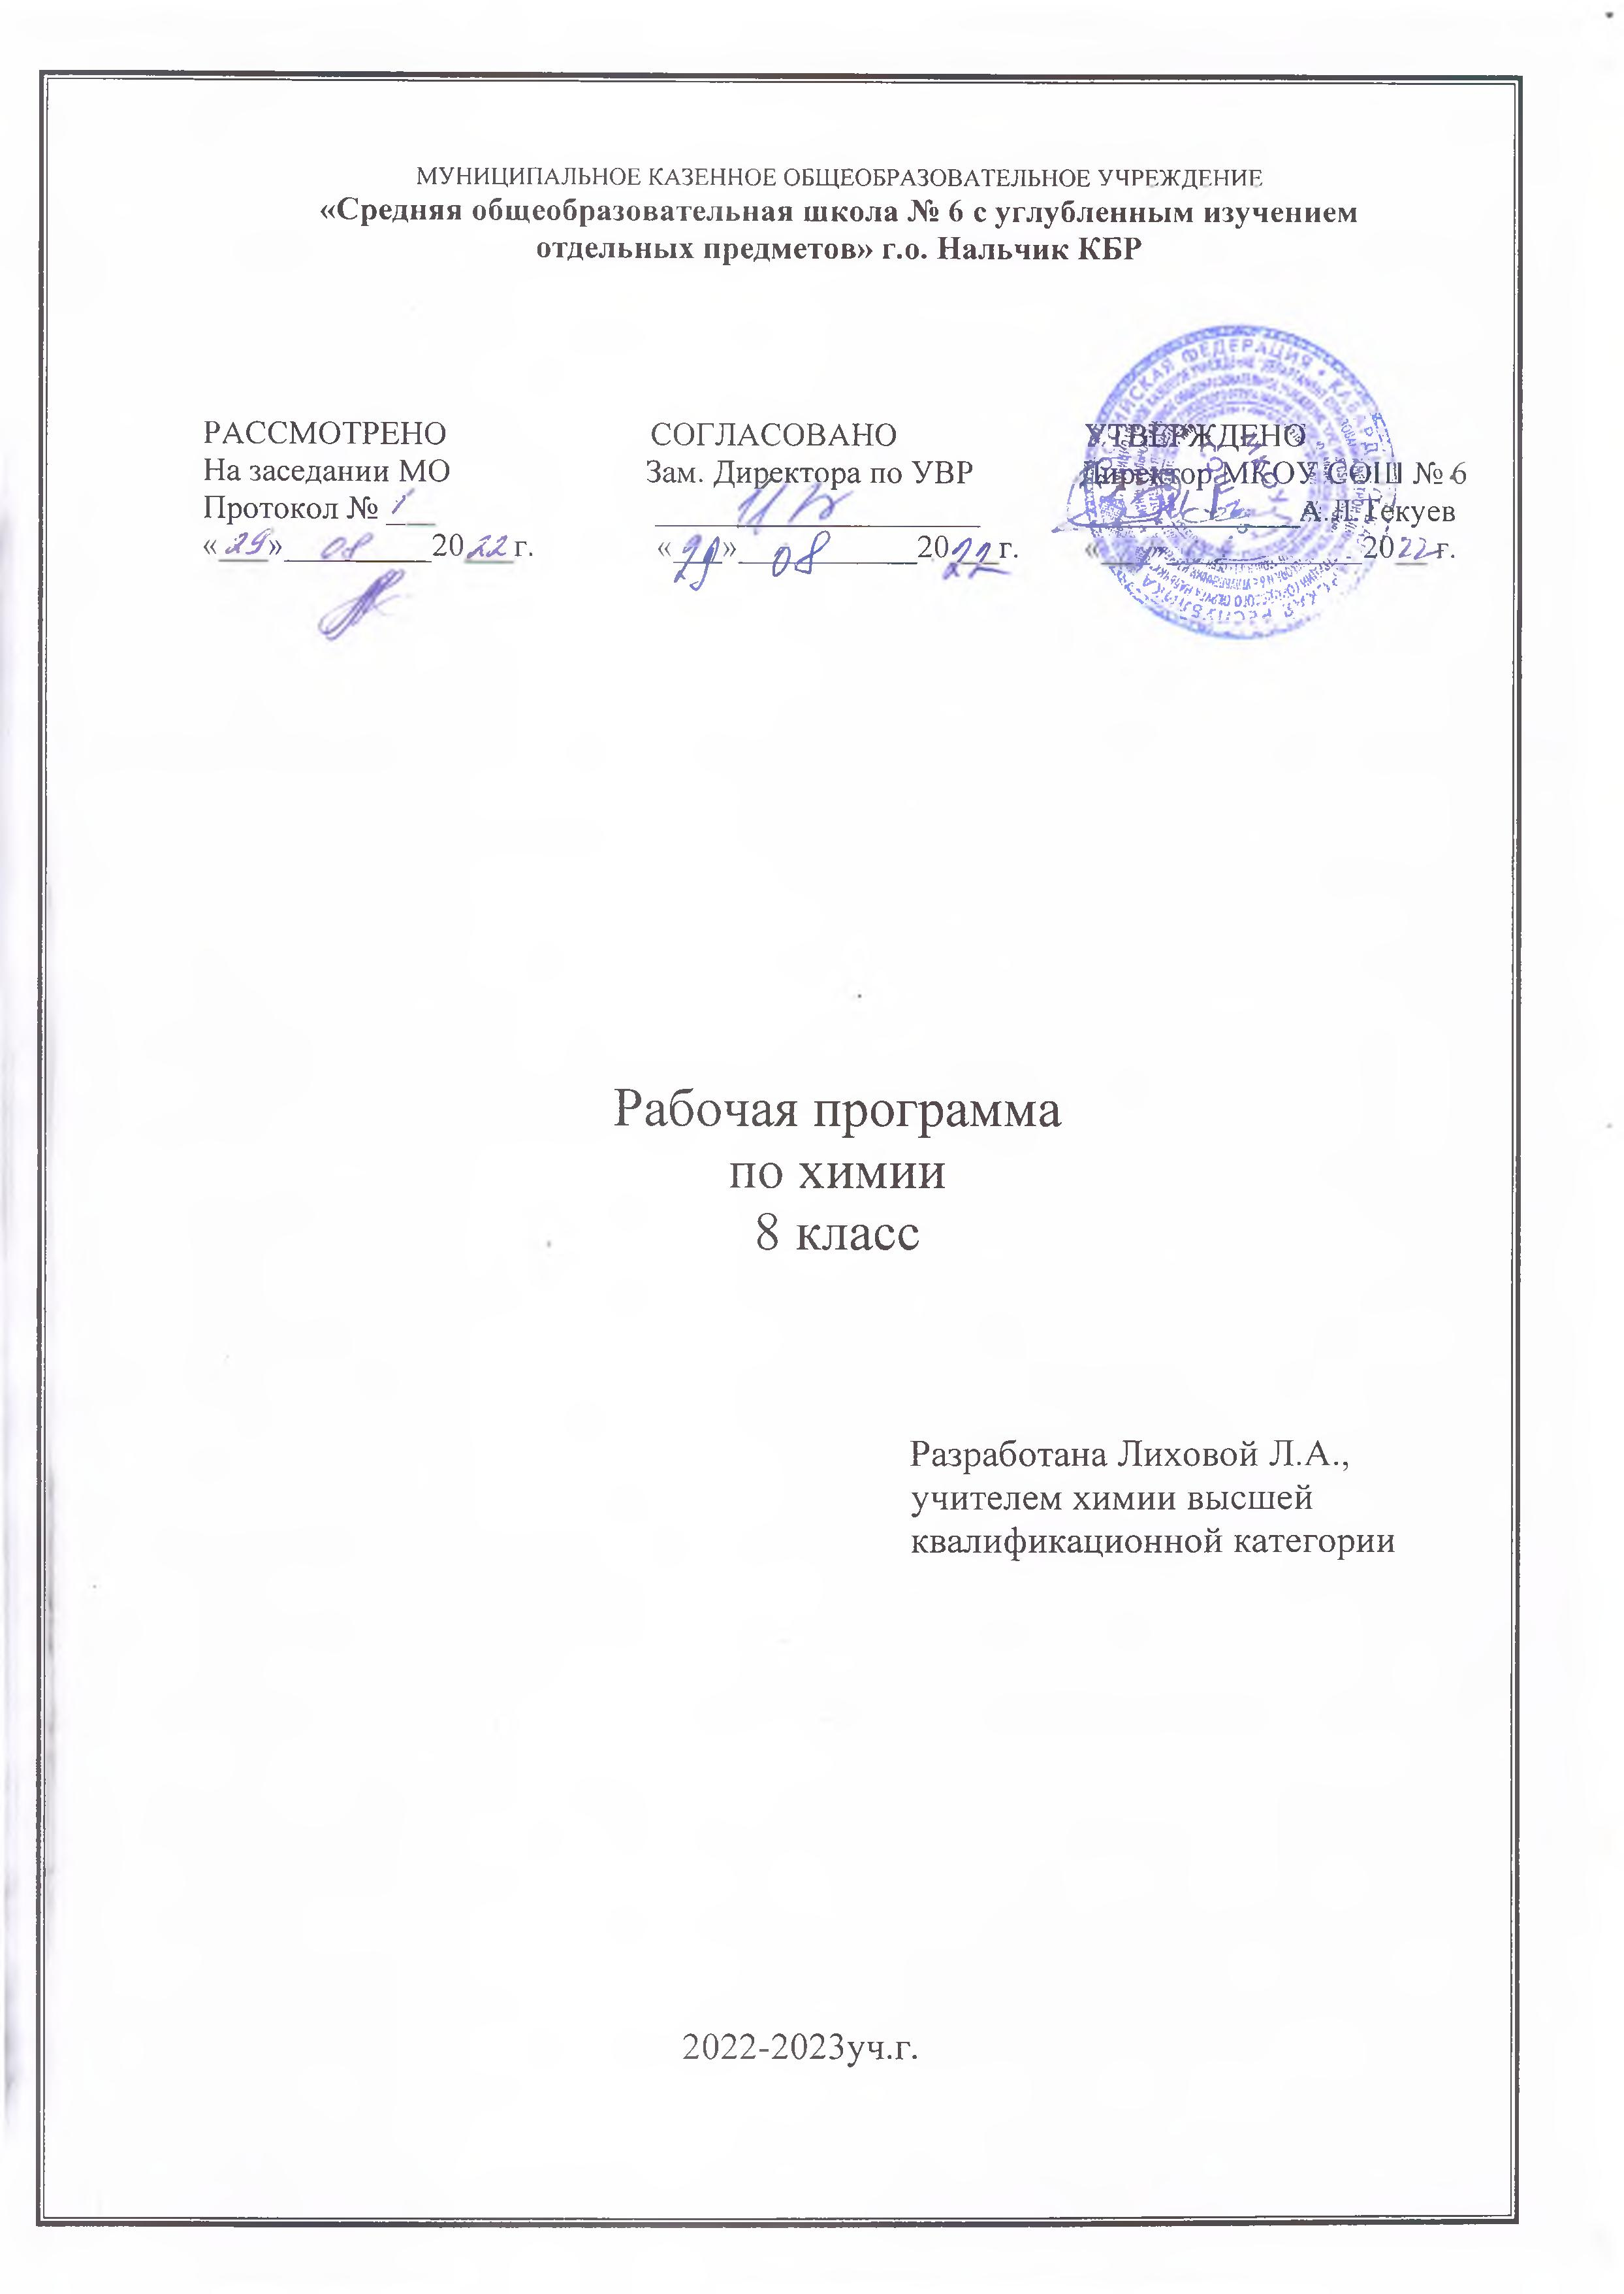 МУНИЦИПАЛЬНОЕ КАЗЕННОЕ ОБЩЕОБРАЗОВАТЕЛЬНОЕ УЧРЕЖДЕНИЕ
«Средняя общеобразовательная школа № 6 с углубленным изучением
отдельных предметов» г.о. Нальчик КБР
РАССМОТРЕНО
На заседании МО
Протокол № 1
«29» 08 2022 г.
СОГЛАСОВАНО
Зам. Директора по УВР
«29» 08 2022 г.
УТВЕРЖДЕНО
Директор МКОУ СОШ № 6
А.Д.Текуев
2022 г.
Рабочая программа
по химии
8 класс
Разработана Лиховой Л.А.,
учителем химии высшей
квалификационной категории
2022-2023уч.г.